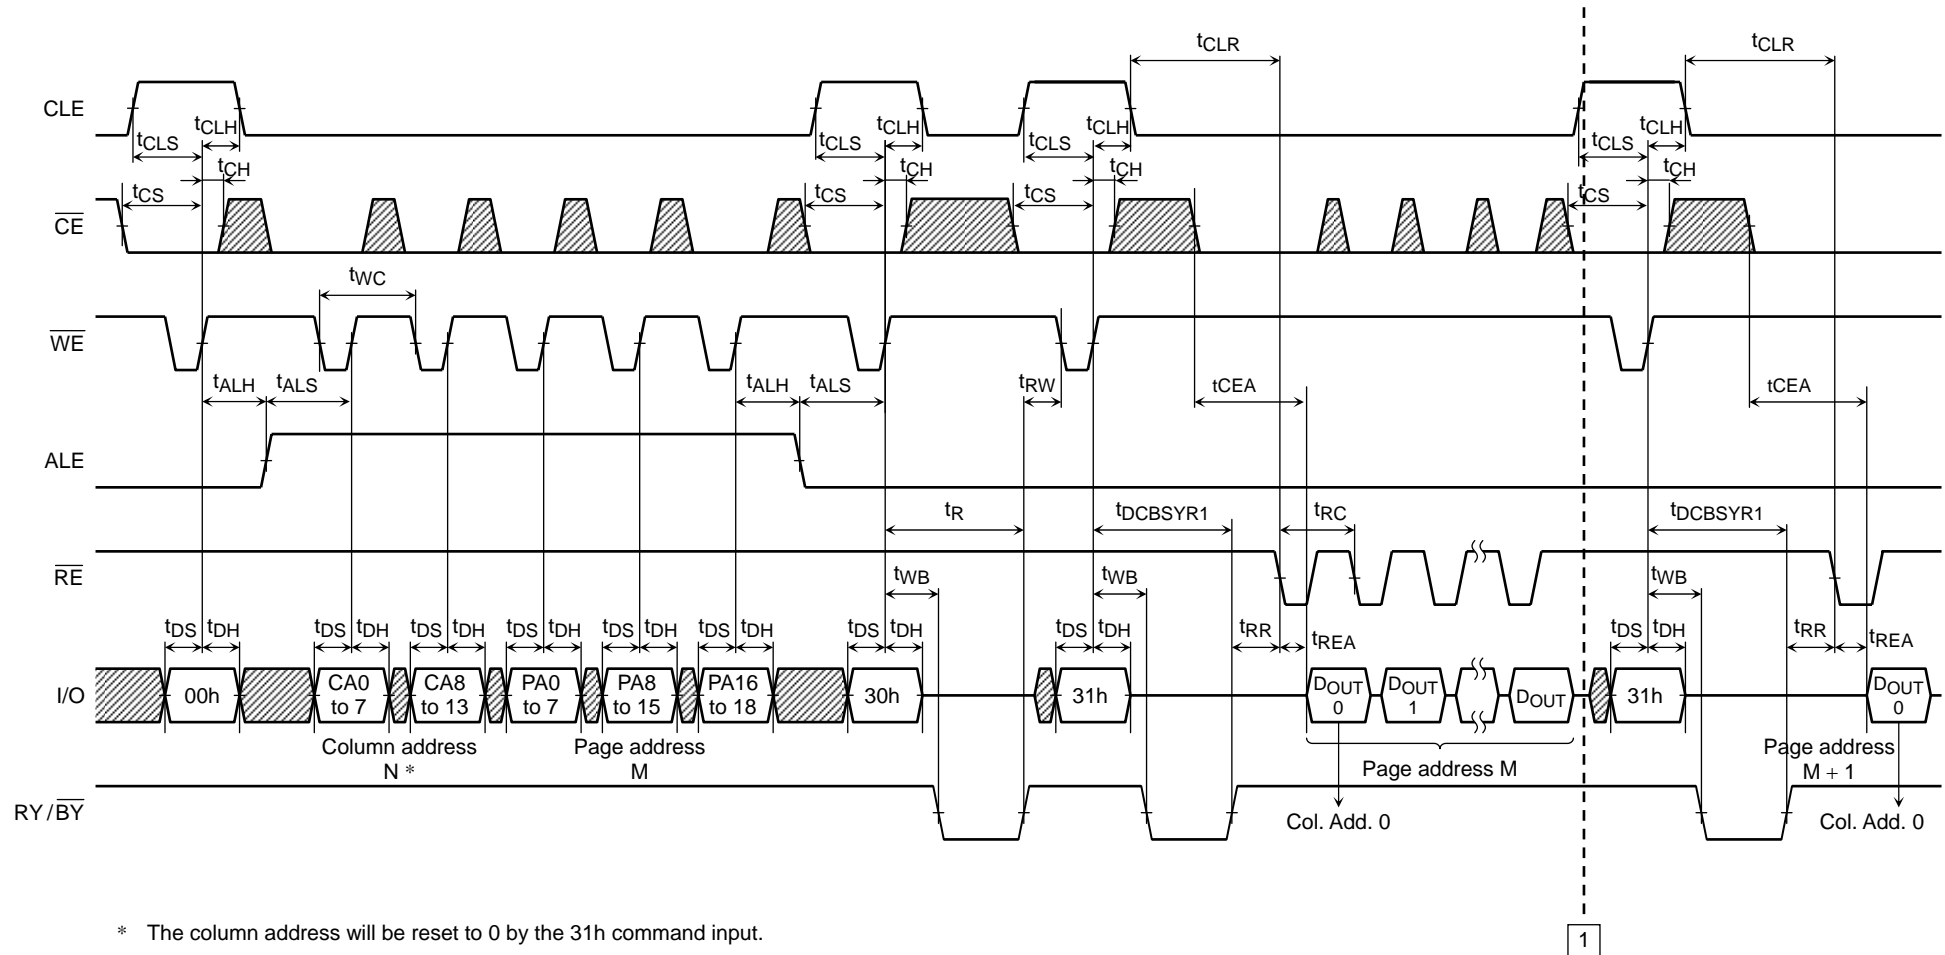 tCLR tCLR
CLE
tCLS tCLH tCLS tCLH tCLS tCLH tCLS tCLH
tCS tCH tCS tCH tCS tCH tCS tCH
CE
tWC
WE
tALH tALS tALH tALS tRW tCEA tCEA
ALE
tR tDCBSYR1 tRC tDCBSYR1
RE
tWB tWB tWB
tDS tDH tDS tDH tDS tDH tDS tDH tDS tDH tDS tDH tDS tDH tDS tDH tRR tREA tDS tDH tRR tREA
I/O
00h
CA0
to 7
CA8
to 13
PA0
to 7
PA8
to 15
PA16
to 18
30h
31h
DOUT
0
DOUT
1
DOUT
31h
DOUT
0
Column address
N *
Page address
M
Page address M
Page address
M + 1
RY/BY
Col. Add. 0 Col. Add. 0
* The column address will be reset to 0 by the 31h command input.
1